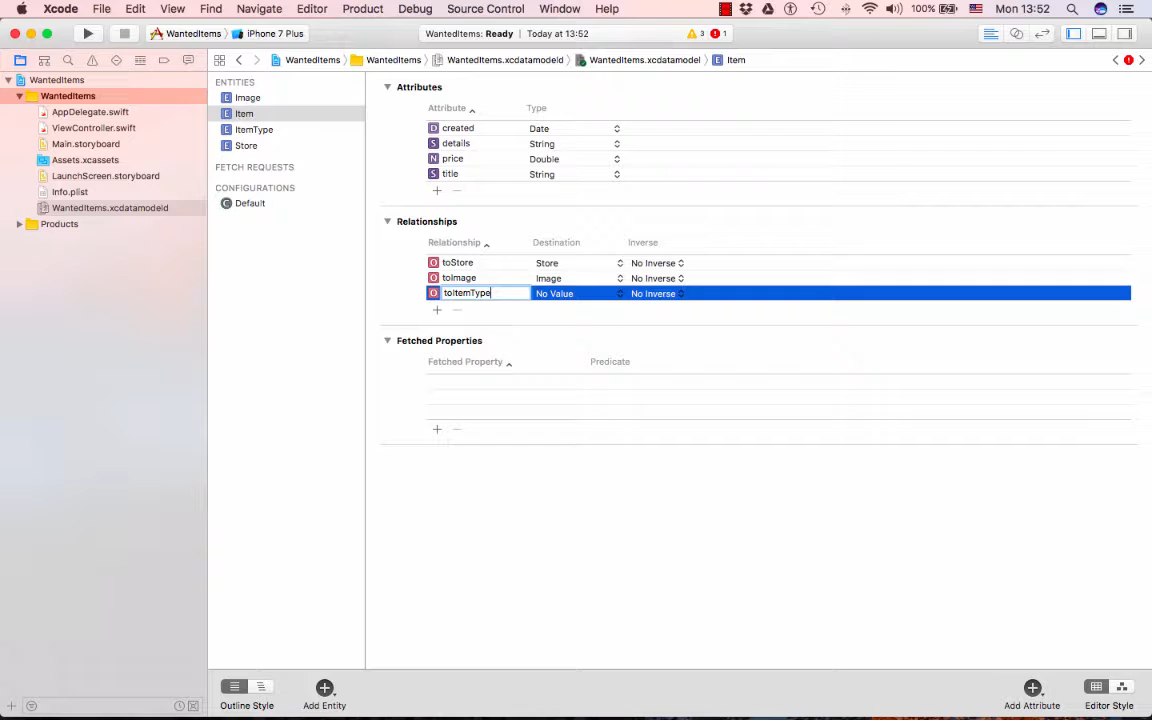 Xcode File Edit View Find Navigate Editor Product Debug Source Control Window Help 100% Mon 13:52
WantedItems iPhone 7 Plus WantedItems: Ready Today at 13:52 3 1
WantedItems WantedItems WantedItems.xcdatamodeld WantedItems.xcdatamodel E Item
WantedItems
WantedItems
AppDelegate.swift
ViewController.swift
Main.storyboard
Assets.xcassets
LaunchScreen.storyboard
Info.plist
WantedItems.xcdatamodeld
Products
ENTITIES
E Image
E Item
E ItemType
E Store
FETCH REQUESTS
CONFIGURATIONS
C Default
Attributes
Attribute Type
D created Date
S details String
N price Double
S title String
Relationships
Relationship Destination Inverse
O toStore Store No Inverse
O toImage Image No Inverse
O toItemType No Value No Inverse
Fetched Properties
Fetched Property Predicate
Outline Style Add Entity Add Attribute Editor Style